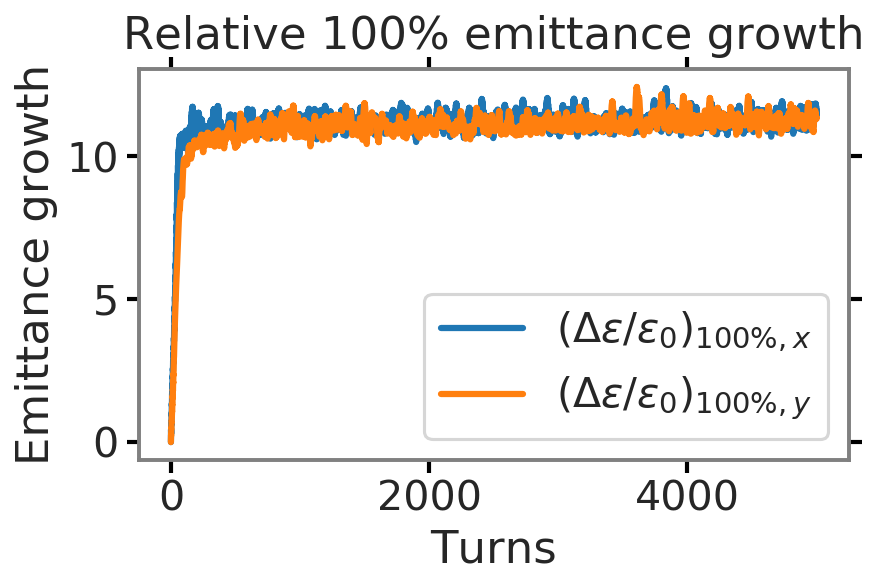 Relative 100% emittance growth
Emittance growth
10
5
0
(Δε/ε₀)₁₀₀%, ₓ
(Δε/ε₀)₁₀₀%, y
0 2000 4000
Turns